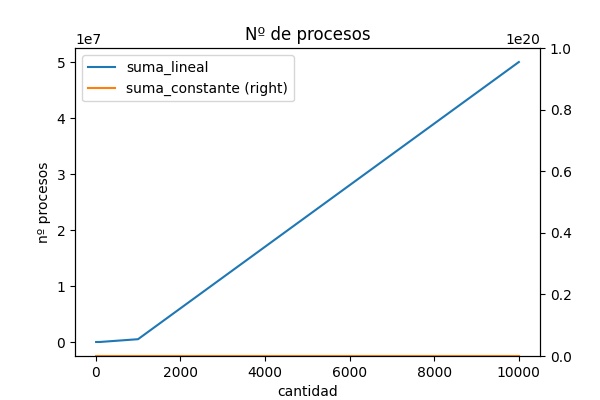 Nº de procesos
1e7
1e20
suma_lineal
suma_constante (right)
nº procesos
5
4
3
2
1
0
1.0
0.8
0.6
0.4
0.2
0.0
0 2000 4000 6000 8000 10000
cantidad